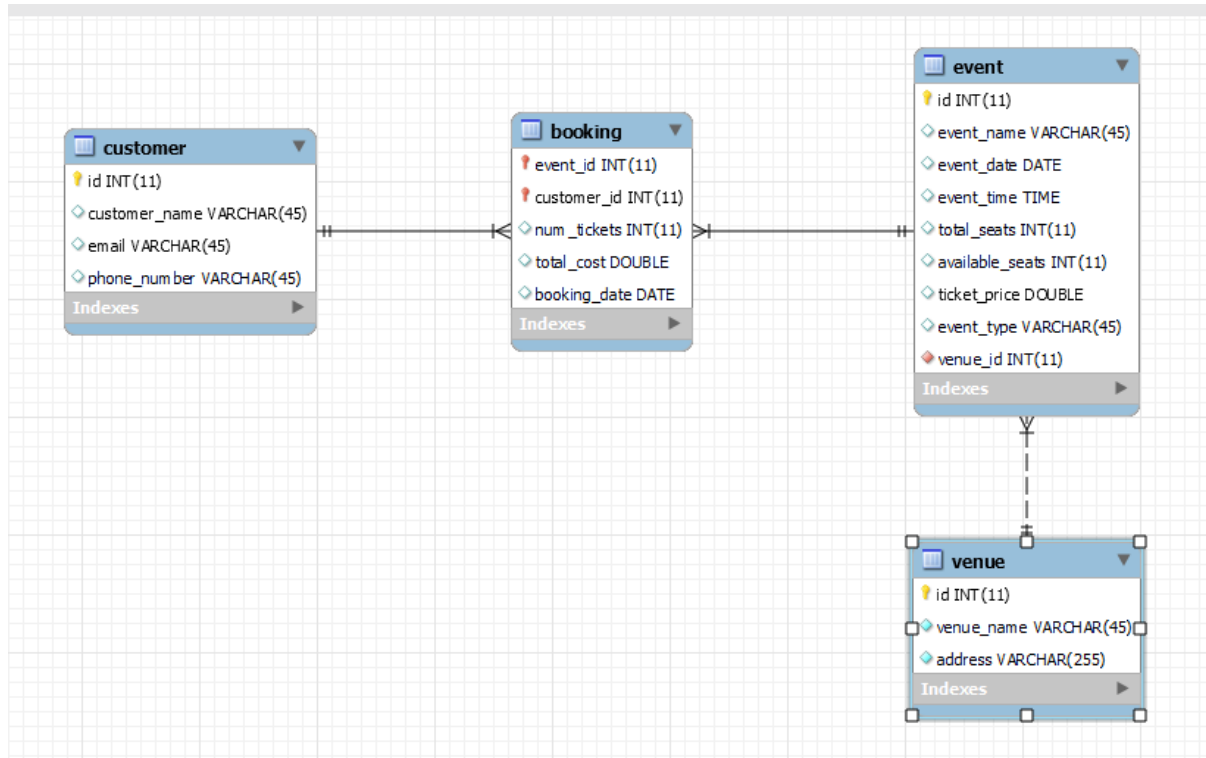 customer
id INT(11)
customer_name VARCHAR(45)
email VARCHAR(45)
phone_number VARCHAR(45)
Indexes
booking
event_id INT(11)
customer_id INT(11)
num _tickets INT(11)
total_cost DOUBLE
booking_date DATE
Indexes
event
id INT(11)
event_name VARCHAR(45)
event_date DATE
event_time TIME
total_seats INT(11)
available_seats INT(11)
ticket_price DOUBLE
event_type VARCHAR(45)
venue_id INT(11)
Indexes
venue
id INT(11)
venue_name VARCHAR(45)
address VARCHAR(255)
Indexes